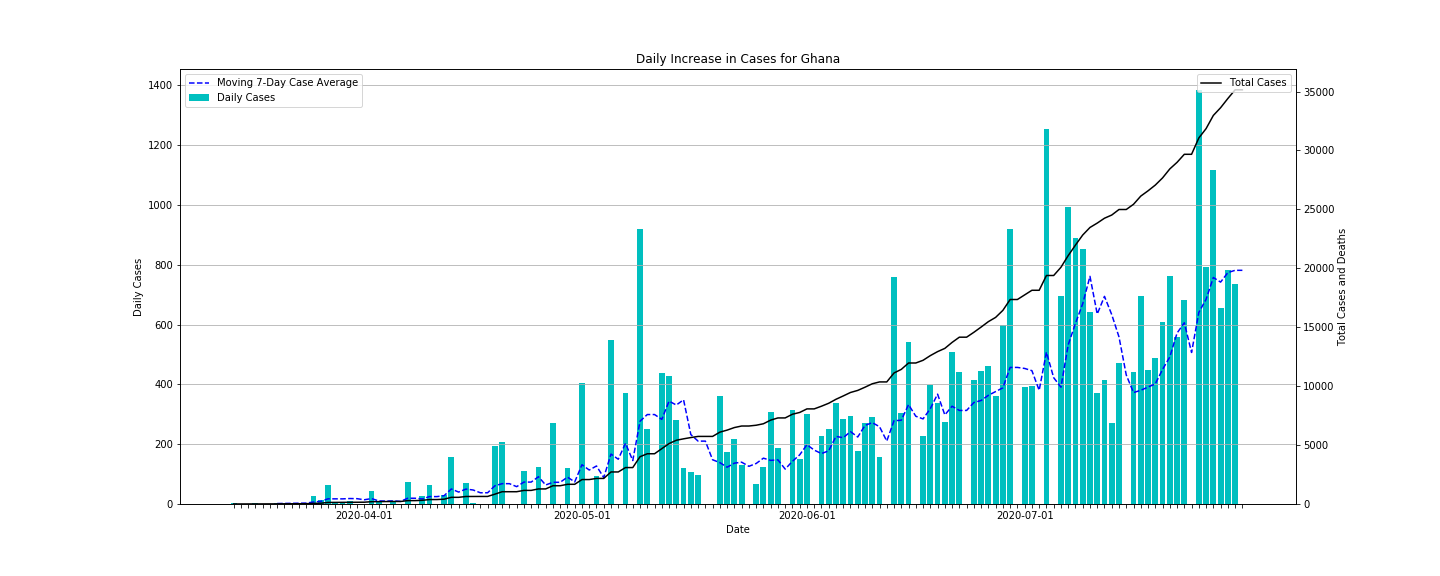 Daily Increase in Cases for Ghana
Moving 7-Day Case Average
Daily Cases
Total Cases
1400
1200
1000
800
600
400
200
0
Daily Cases
35000
30000
25000
20000
15000
10000
5000
0
Total Cases and Deaths
2020-04-01
2020-05-01
2020-06-01
2020-07-01
Date